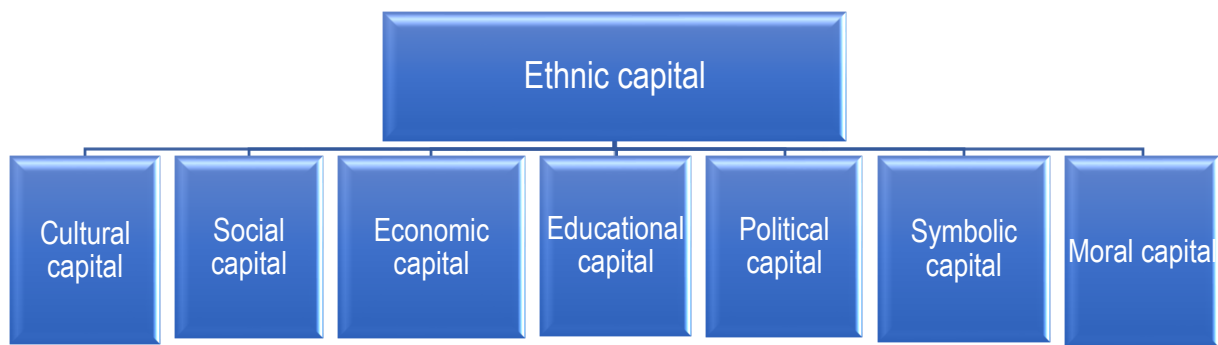 Ethnic capital
Cultural
capital
Social
capital
Economic
capital
Educational
capital
Political
capital
Symbolic
capital
Moral capital